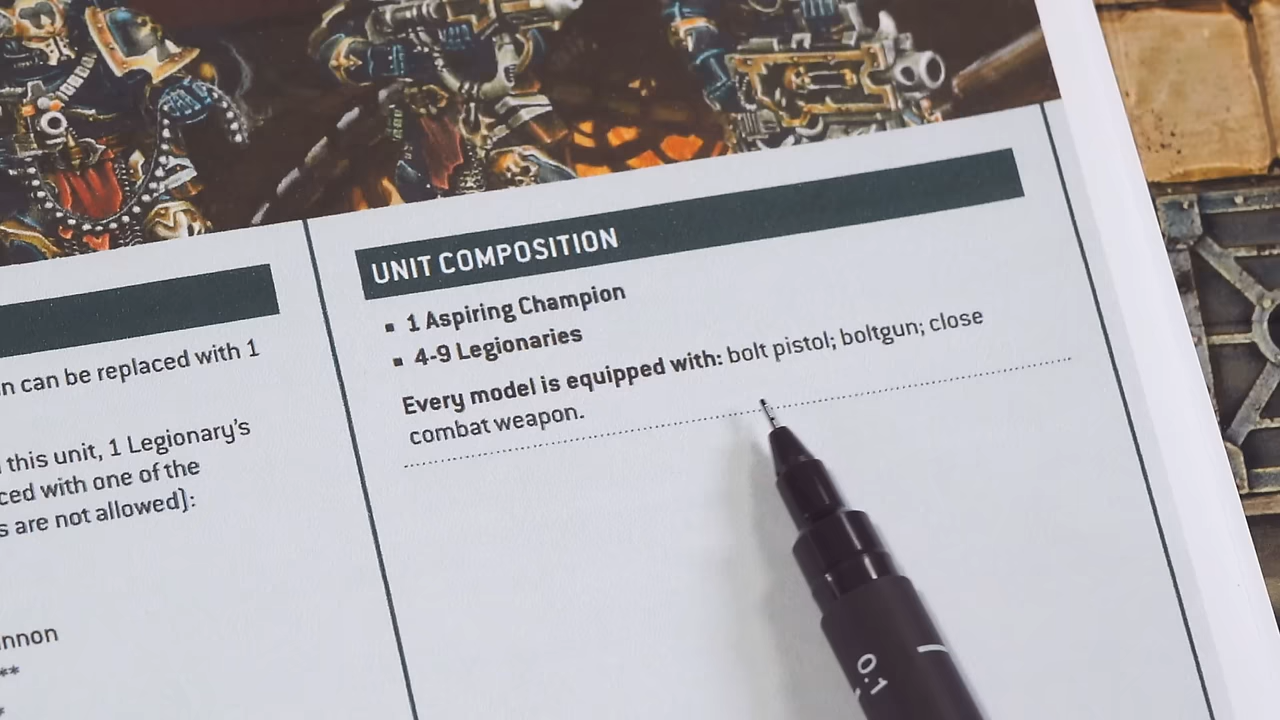 n can be replaced with 1
this unit, 1 Legionary's
ced with one of the
s are not allowed):
nnon
**
*
UNIT COMPOSITION
▪ 1 Aspiring Champion
▪ 4-9 Legionaries
Every model is equipped with: bolt pistol; boltgun; close
combat weapon.
0.1